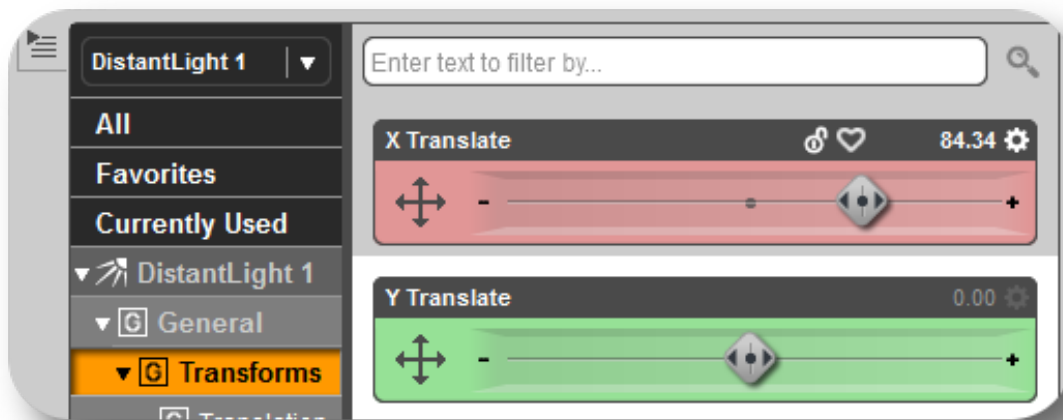 DistantLight 1
Enter text to filter by...
All
Favorites
Currently Used
DistantLight 1
G General
G Transforms
G Translation
X Translate 84.34
- +
Y Translate 0.00
- +